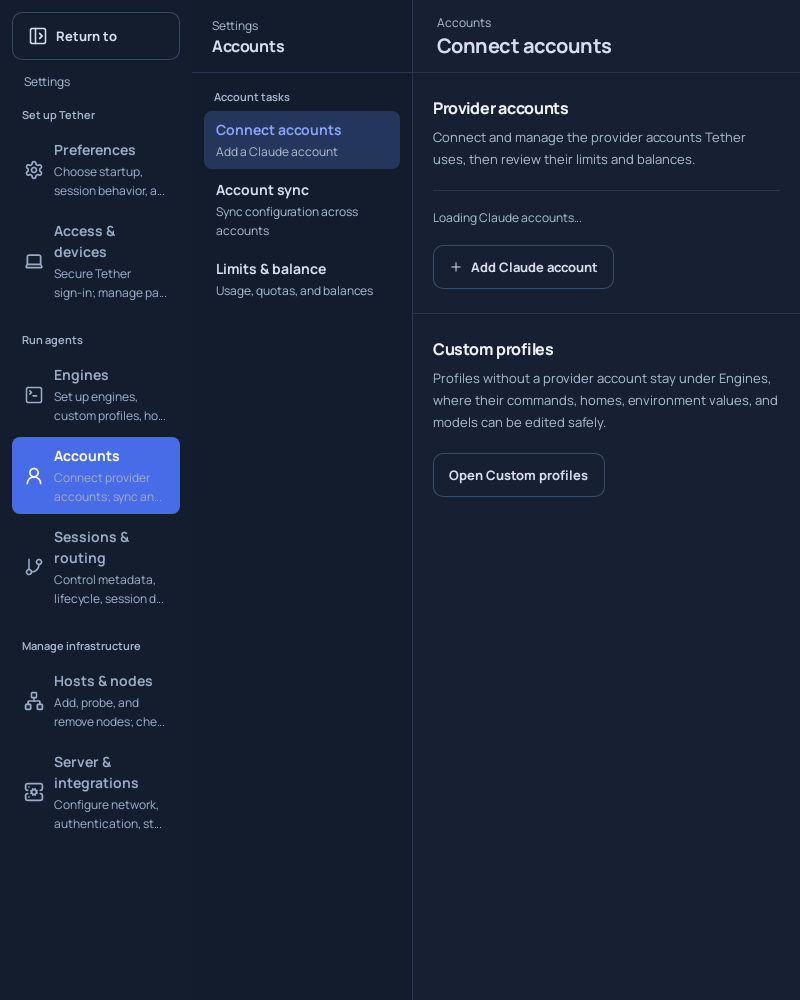 Return to
Settings
Set up Tether
Preferences
Choose startup,
session behavior, a...
Access &
devices
Secure Tether
sign-in; manage pa...
Run agents
Engines
Set up engines,
custom profiles, ho...
Accounts
Connect provider
accounts; sync an...
Sessions &
routing
Control metadata,
lifecycle, session d...
Manage infrastructure
Hosts & nodes
Add, probe, and
remove nodes; che...
Server &
integrations
Configure network,
authentication, st...
Settings
Accounts
Account tasks
Connect accounts
Add a Claude account
Account sync
Sync configuration across
accounts
Limits & balance
Usage, quotas, and balances
Accounts
Connect accounts
Provider accounts
Connect and manage the provider accounts Tether
uses, then review their limits and balances.
Loading Claude accounts...
Add Claude account
Custom profiles
Profiles without a provider account stay under Engines,
where their commands, homes, environment values, and
models can be edited safely.
Open Custom profiles